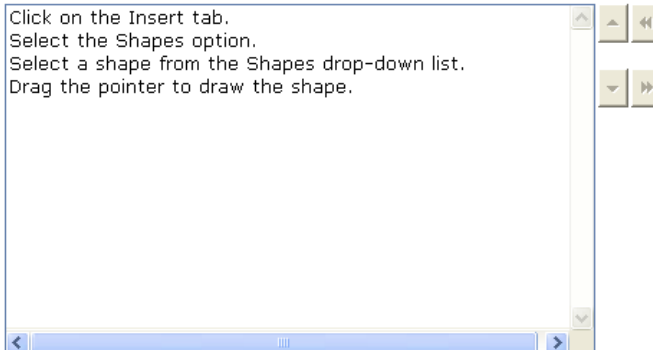 Click on the Insert tab.
Select the Shapes option.
Select a shape from the Shapes drop-down list.
Drag the pointer to draw the shape.